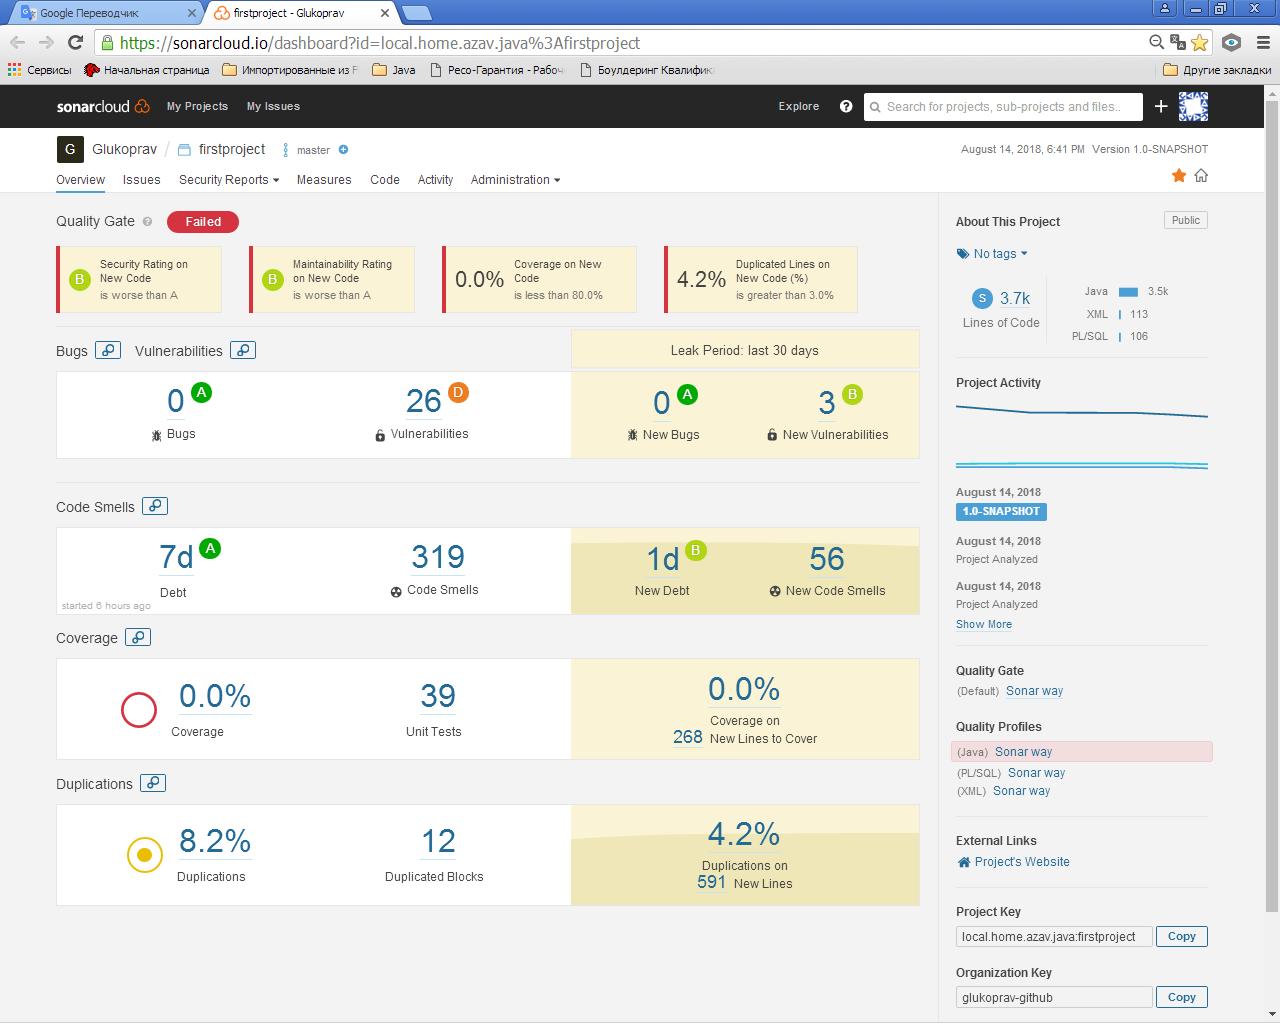 Google Переводчик
firstproject - Glukoprav
https://sonarcloud.io/dashboard?id=local.home.azav.java%3Afirstproject
Сервисы
Начальная страница
Импортированные из F
Java
Ресо-Гарантия - Рабоч
Боулдеринг Квалифик
Другие закладки
sonarcloud
My Projects
My Issues
Explore
?
Search for projects, sub-projects and files..
G
Glukoprav / firstproject
master
August 14, 2018, 6:41 PM Version 1.0-SNAPSHOT
Overview
Issues
Security Reports
Measures
Code
Activity
Administration
Quality Gate
Failed
B
Security Rating on New Code
is worse than A
B
Maintainability Rating on New Code
is worse than A
0.0%
Coverage on New Code
is less than 80.0%
4.2%
Duplicated Lines on New Code (%)
is greater than 3.0%
Bugs
Vulnerabilities
Leak Period: last 30 days
0 A
Bugs
26 D
Vulnerabilities
0 A
New Bugs
3 B
New Vulnerabilities
Code Smells
7d A
Debt
started 6 hours ago
319
Code Smells
1d B
New Debt
56
New Code Smells
Coverage
0.0%
Coverage
39
Unit Tests
0.0%
Coverage on
268 New Lines to Cover
Duplications
8.2%
Duplications
12
Duplicated Blocks
4.2%
Duplications on
591 New Lines
About This Project
Public
No tags
S 3.7k
Lines of Code
Java 3.5k
XML 113
PL/SQL 106
Project Activity
August 14, 2018
1.0-SNAPSHOT
August 14, 2018
Project Analyzed
August 14, 2018
Project Analyzed
Show More
Quality Gate
(Default) Sonar way
Quality Profiles
(Java) Sonar way
(PL/SQL) Sonar way
(XML) Sonar way
External Links
Project's Website
Project Key
local.home.azav.java:firstproject
Copy
Organization Key
glukoprav-github
Copy